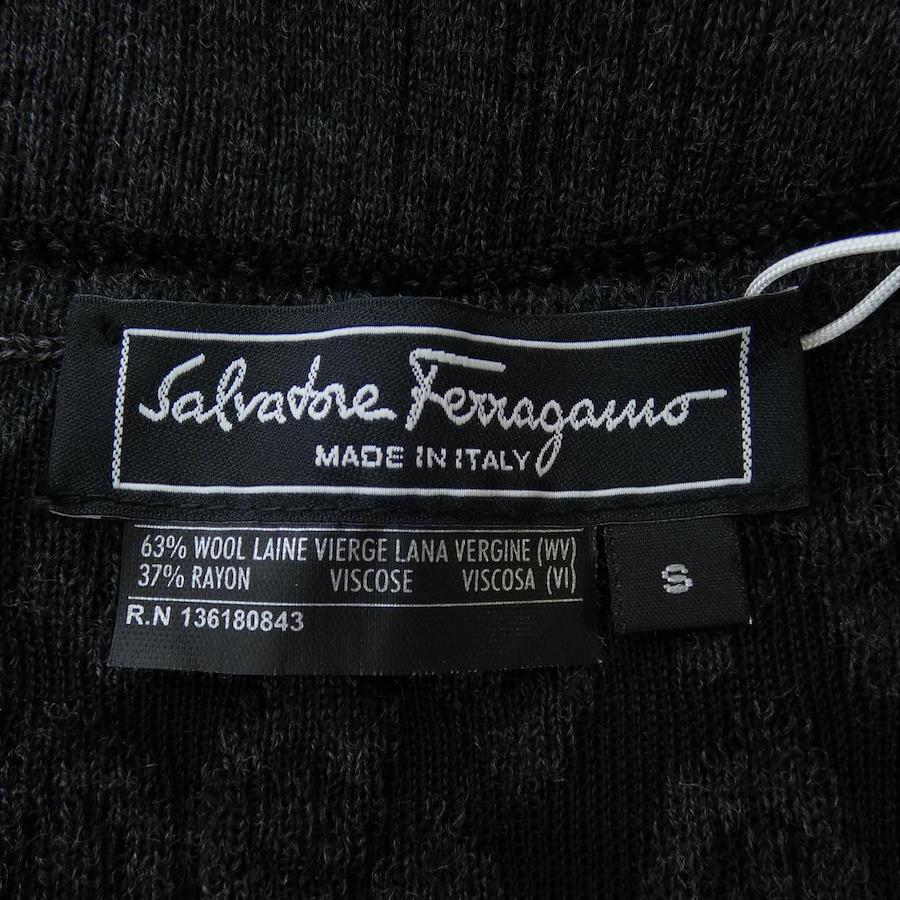 Salvatore Ferragamo
MADE IN ITALY
63% WOOL LAINE VIERGE LANA VERGINE (WV)
37% RAYON VISCOSE VISCOSA (VI)
R.N 136180843
S